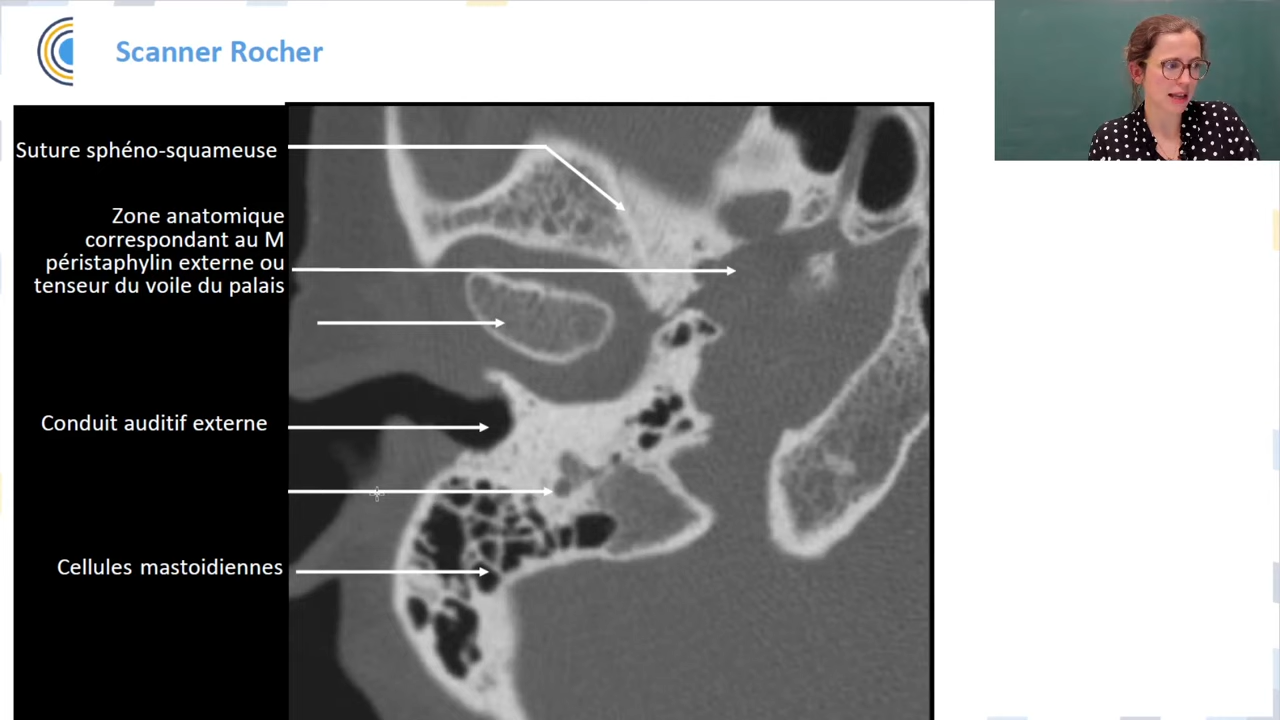 Scanner Rocher
Suture sphéno-squameuse
Zone anatomique
correspondant au M
péristaphylin externe ou
tenseur du voile du palais
Conduit auditif externe
Cellules mastoidiennes